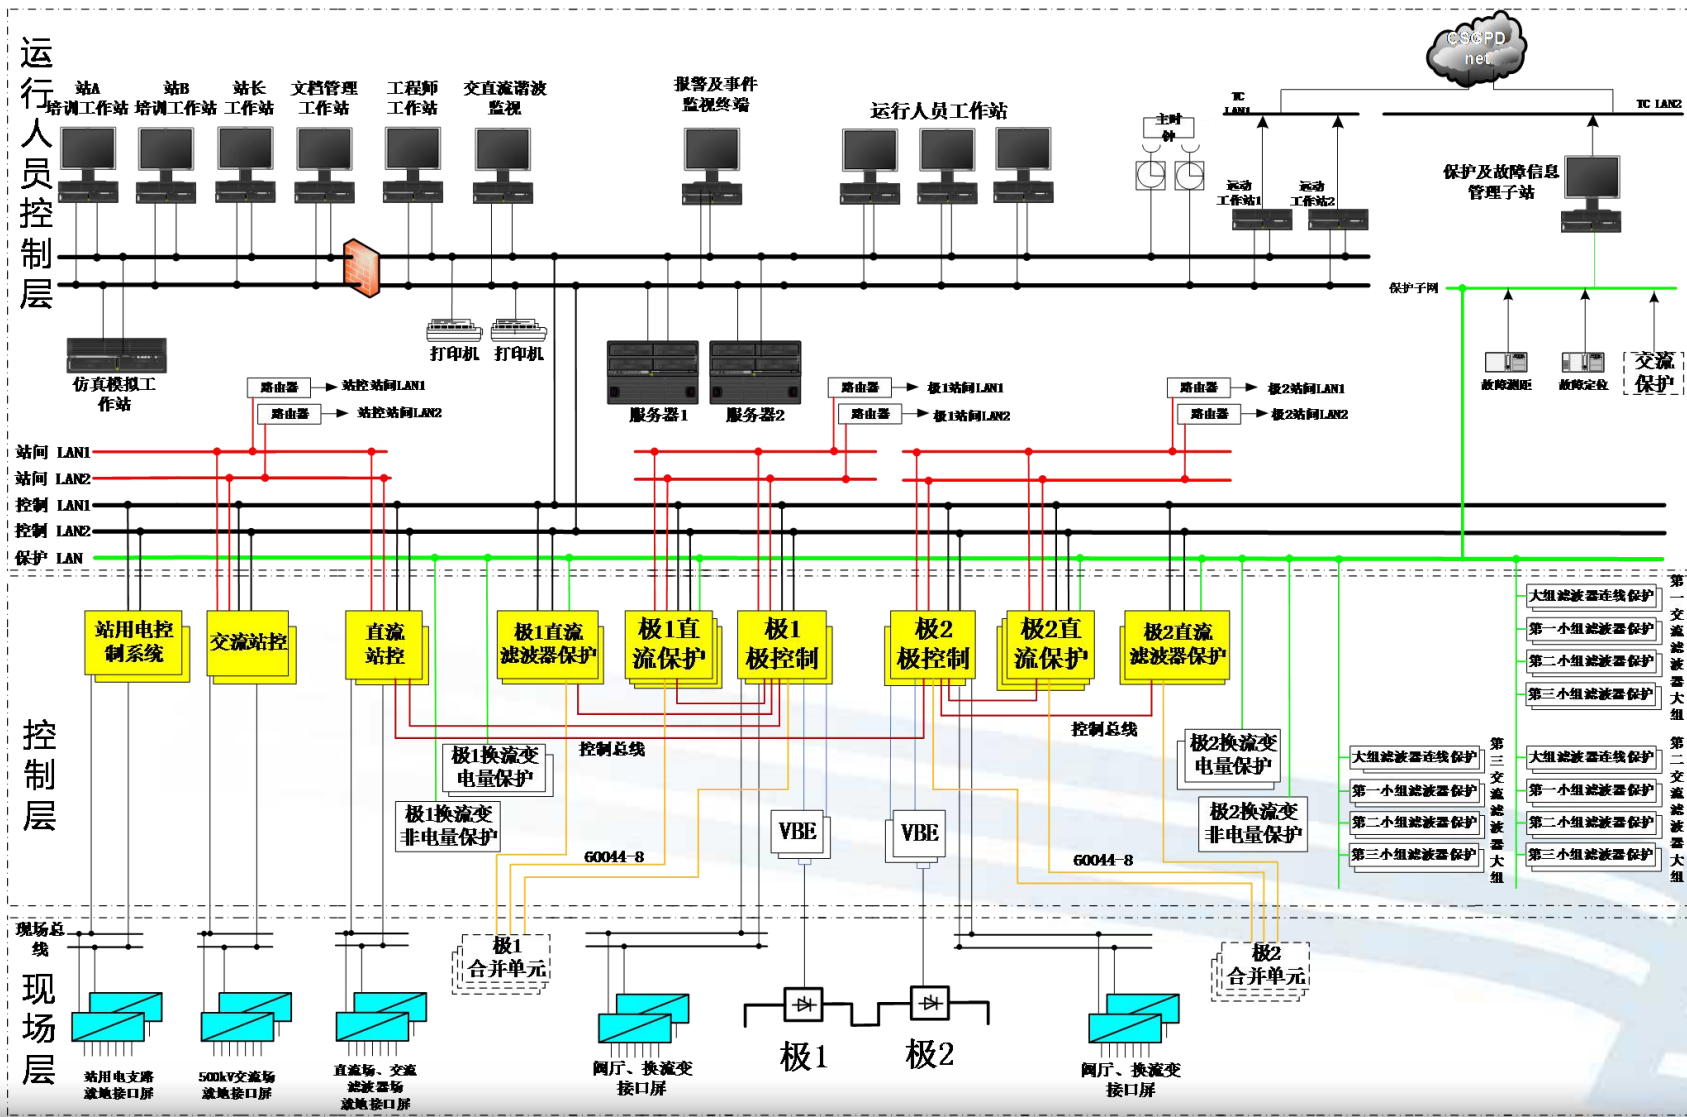 运行人员控制层
站A
培训工作站
站B
培训工作站
站长
工作站
文档管理
工作站
工程师
工作站
交直流谐波
监视
报警及事件
监视终端
运行人员工作站
主时
钟
CSGPD
net
TC
LAN1
TC LAN2
远动
工作站1
远动
工作站2
保护及故障信息
管理子站
保护子网
仿真模拟工
作站
打印机
打印机
服务器1
服务器2
故障测距
故障定位
交流
保护
路由器
站控站间LAN1
路由器
站控站间LAN2
路由器
极1站间LAN1
路由器
极1站间LAN2
路由器
极2站间LAN1
路由器
极2站间LAN2
站间 LAN1
站间 LAN2
控制 LAN1
控制 LAN2
保护 LAN
控制层
站用电控
制系统
交流站控
直流
站控
极1直流
滤波器保护
极1直
流保护
极1
极控制
极2
极控制
极2直
流保护
极2直流
滤波器保护
控制总线
控制总线
极1换流变
电量保护
极1换流变
非电量保护
极2换流变
电量保护
极2换流变
非电量保护
VBE
VBE
60044-8
60044-8
大组滤波器连线保护
第一小组滤波器保护
第二小组滤波器保护
第三小组滤波器保护
第一交流滤波器大组
大组滤波器连线保护
第一小组滤波器保护
第二小组滤波器保护
第三小组滤波器保护
第三交流滤波器大组
大组滤波器连线保护
第一小组滤波器保护
第二小组滤波器保护
第三小组滤波器保护
第二交流滤波器大组
现场层
现场总
线
极1
合并单元
极2
合并单元
站用电支路
就地接口屏
500kV交流场
就地接口屏
直流场、交流
滤波器场
就地接口屏
阀厅、换流变
接口屏
极1
极2
阀厅、换流变
接口屏